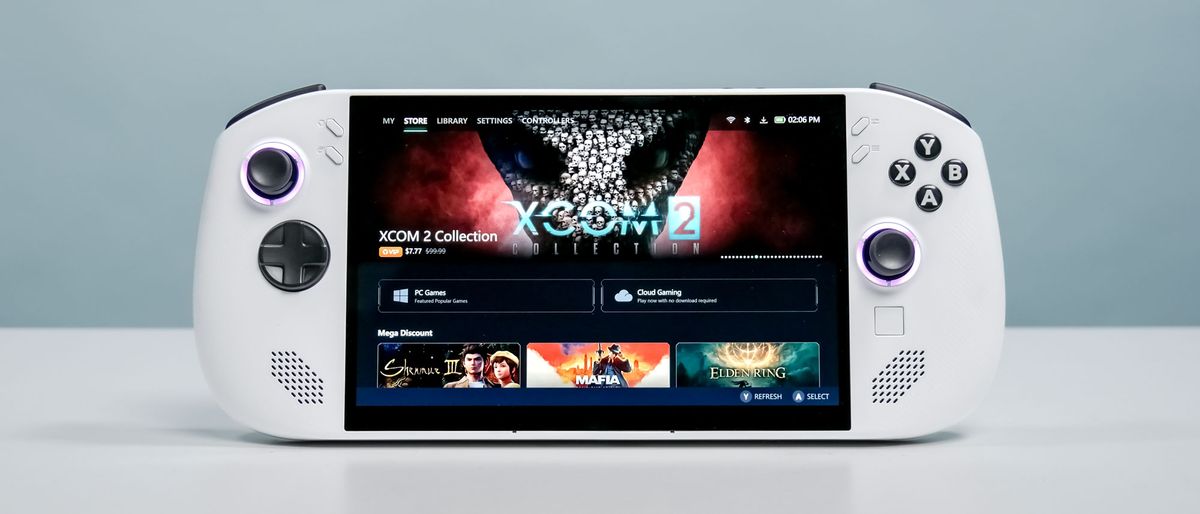 MY STORE LIBRARY SETTINGS CONTROLLERS 02:06 PM
XCOM 2
COLLECTION
XCOM 2 Collection
VIP $7.77 $99.99
PC Games
Featured Popular Games
Cloud Gaming
Play now with no download required
Mega Discount
Shenmue III
MAFIA
ELDEN RING
Y REFRESH A SELECT
Y
X B
A